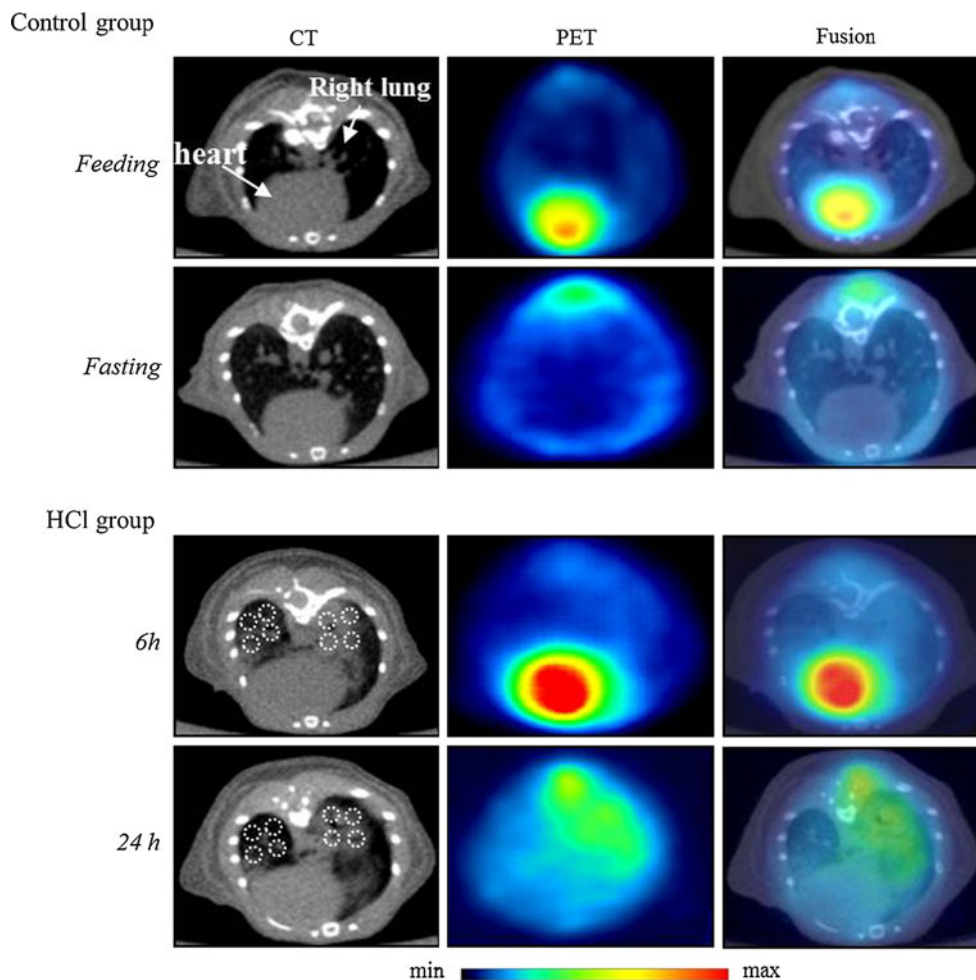 Control group
CT PET Fusion
Right lung
heart
Feeding
Fasting
HCl group
6h
24 h
min max